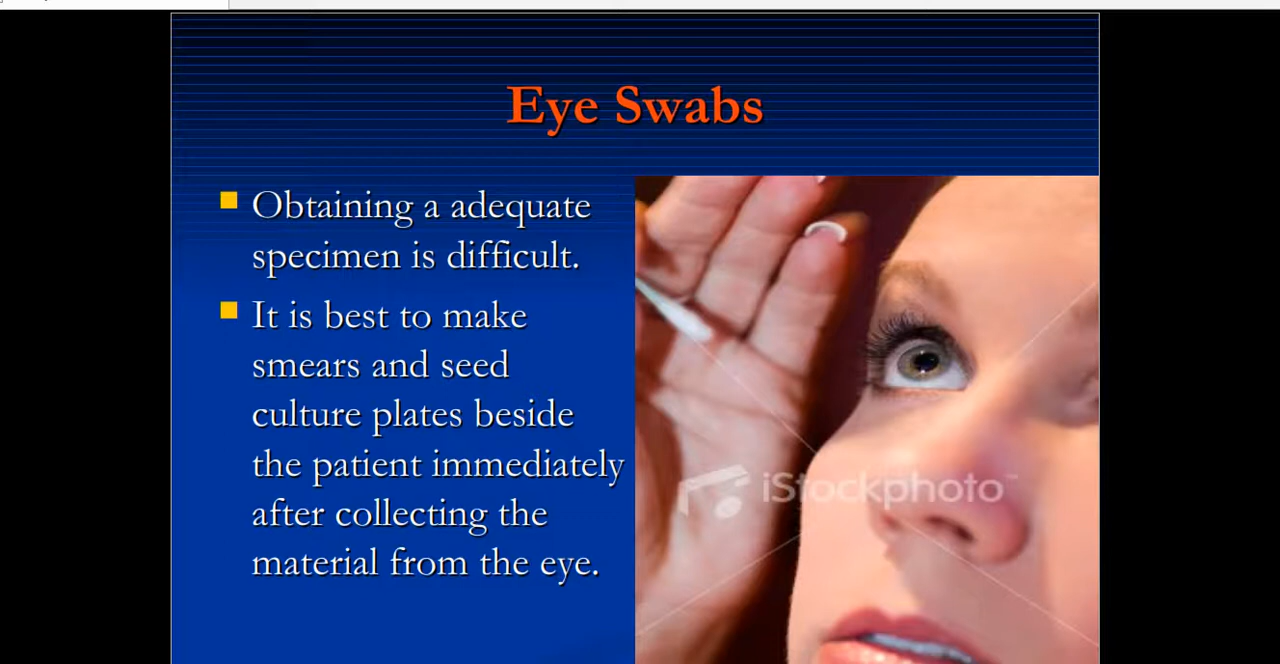 Eye Swabs
Obtaining a adequate
specimen is difficult.
It is best to make
smears and seed
culture plates beside
the patient immediately
after collecting the
material from the eye.
iStockphoto™